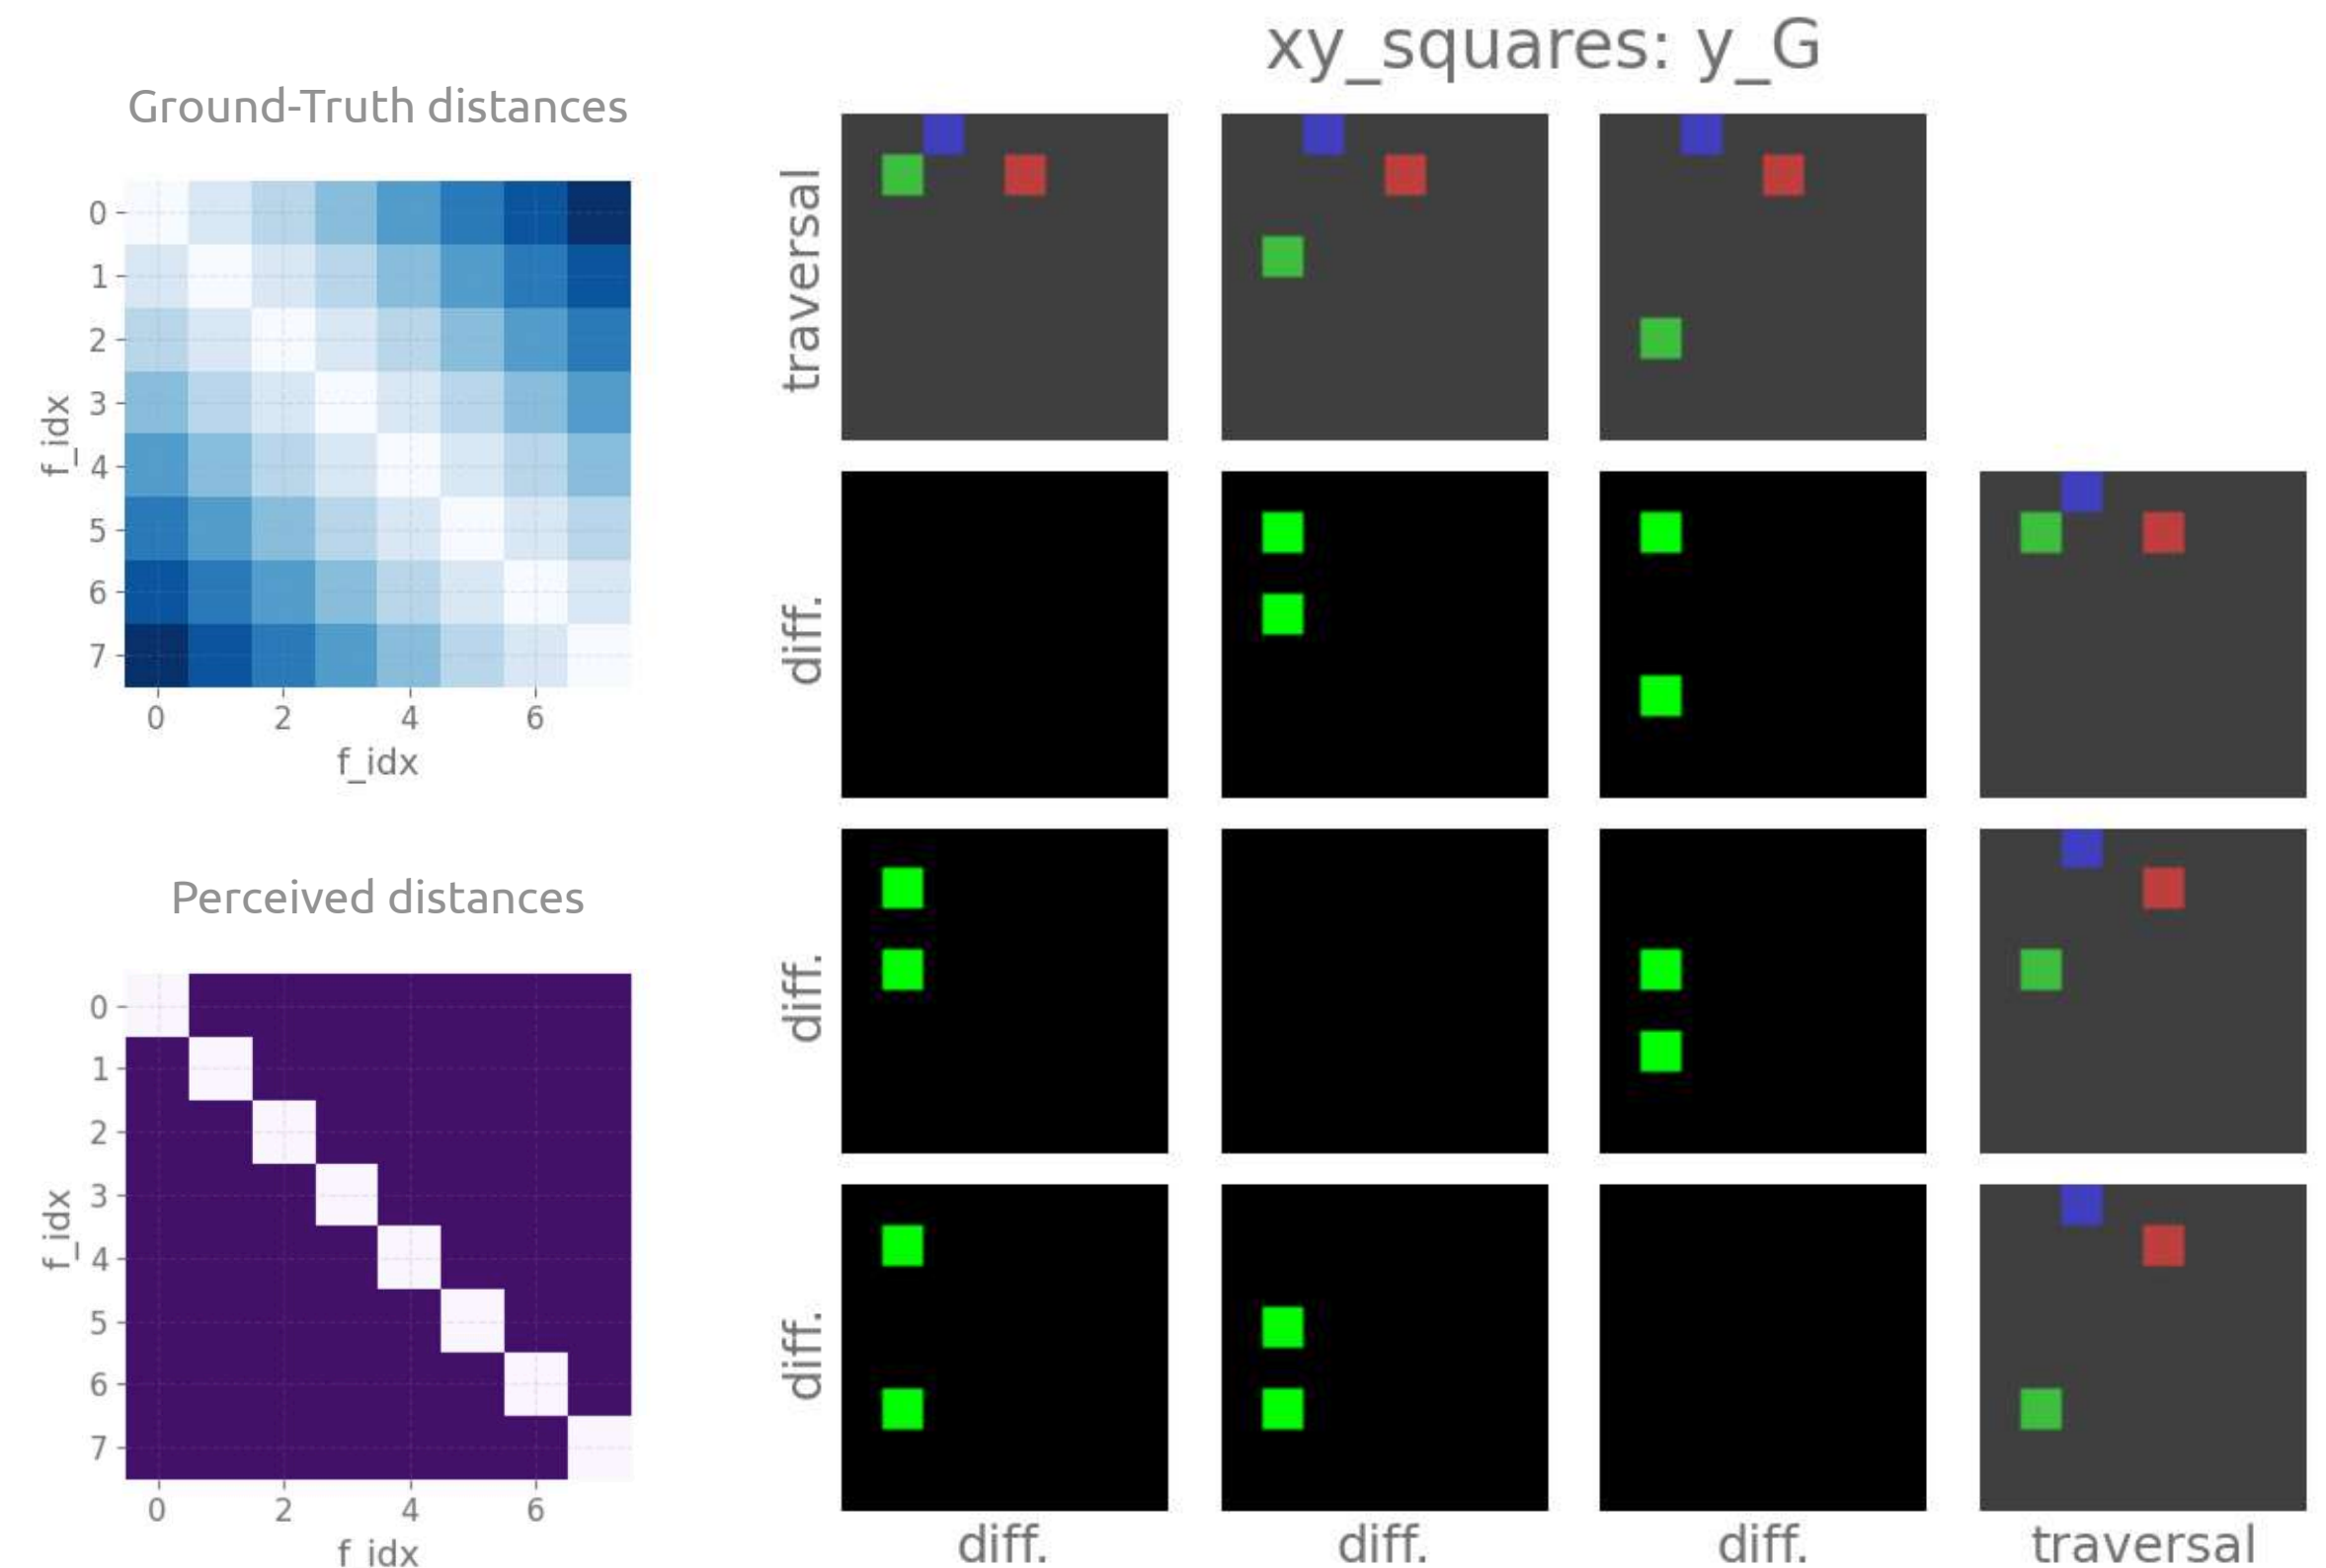 xy_squares: y_G
Ground-Truth distances
0
1
2
3
4
5
6
7
f_idx
0 2 4 6
f_idx
Perceived distances
0
1
2
3
4
5
6
7
f_idx
0 2 4 6
f_idx
traversal
diff.
diff.
diff.
diff. diff. diff. traversal